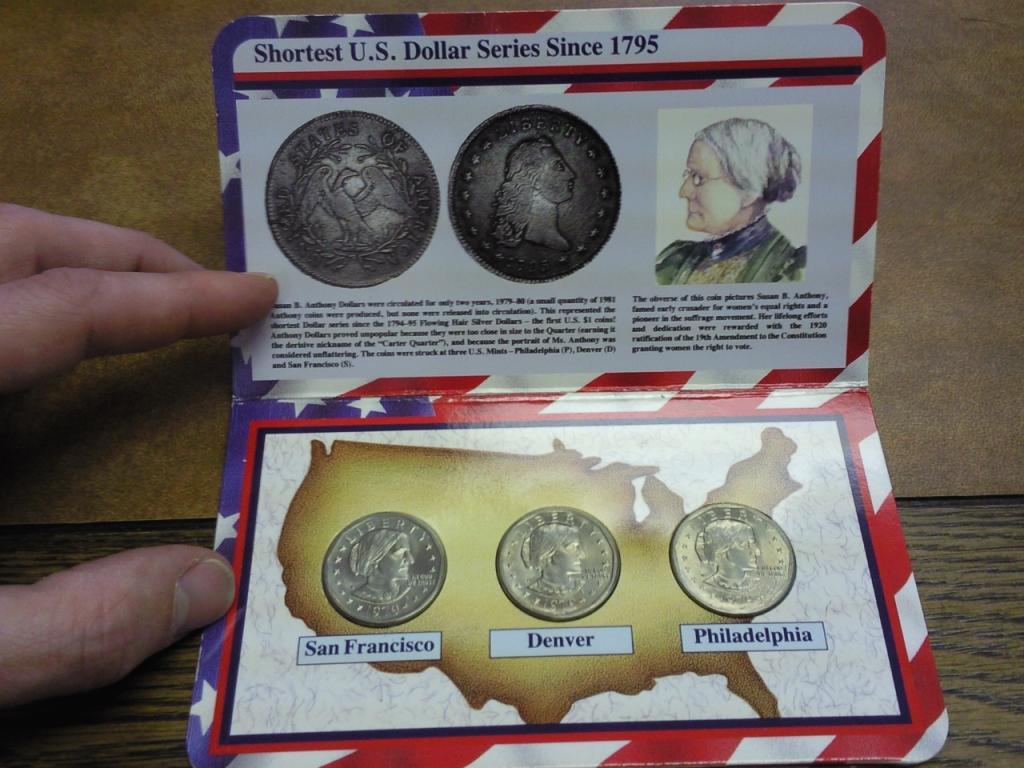 Shortest U.S. Dollar Series Since 1795
STATES OF
LIBERTY
B. Anthony Dollars were circulated for only two years, 1979-80 (a small quantity of 1981
Anthony coins were produced, but none were released into circulation). This represented the
shortest Dollar series since the 1794-95 Flowing Hair Silver Dollars – the first U.S. $1 coins!
Anthony Dollars proved unpopular because they were too close in size to the Quarter (earning it
the derisive nickname of the "Carter Quarter"), and because the portrait of Ms. Anthony was
considered unflattering. The coins were struck at three U.S. Mints – Philadelphia (P), Denver (D)
and San Francisco (S).
The obverse of this coin pictures Susan B. Anthony,
famed early crusader for women's equal rights and a
pioneer in the suffrage movement. Her lifelong efforts
and dedication were rewarded with the 1920
ratification of the 19th Amendment to the Constitution
granting women the right to vote.
LIBERTY
1979
San Francisco
LIBERTY
Denver
LIBERTY
Philadelphia